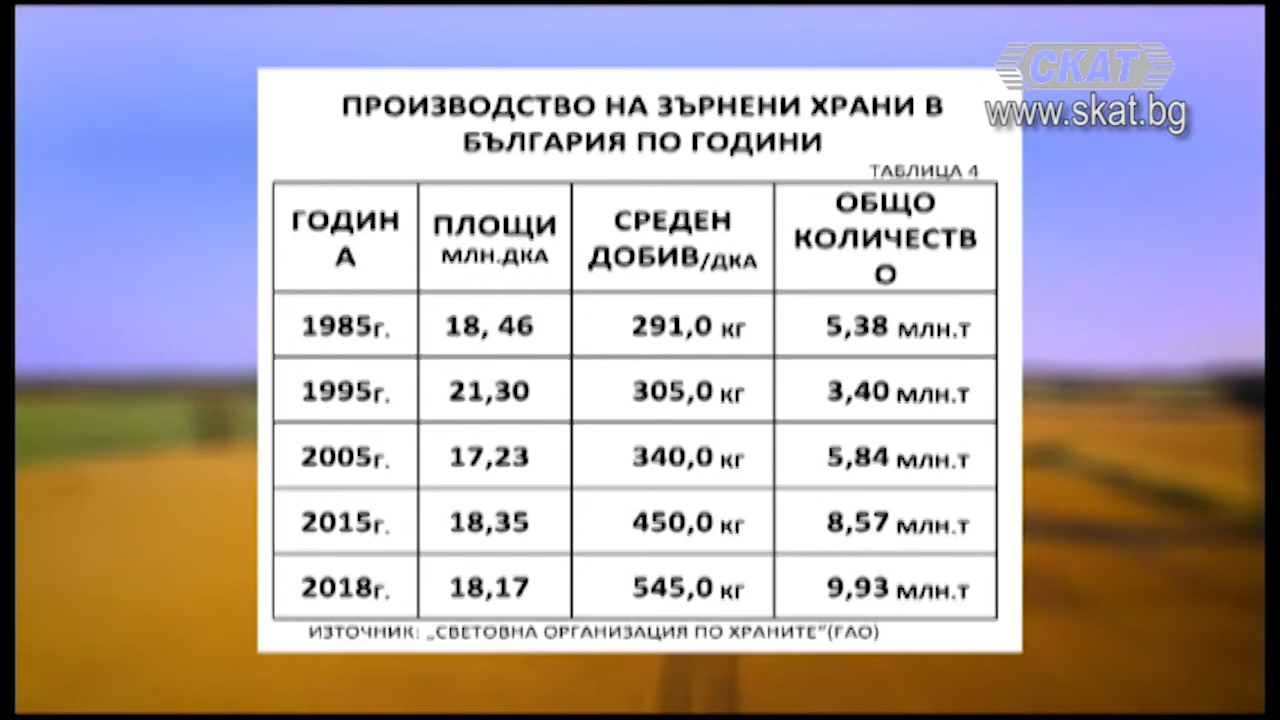 СКАТ
www.skat.bg
ПРОИЗВОДСТВО НА ЗЪРНЕНИ ХРАНИ В
БЪЛГАРИЯ ПО ГОДИНИ
ТАБЛИЦА 4
ГОДИН
А
ПЛОЩИ
МЛН.ДКА
СРЕДЕН
ДОБИВ/ДКА
ОБЩО
КОЛИЧЕСТВ
О
1985г. 18, 46 291,0 кг 5,38 млн.т
1995г. 21,30 305,0 кг 3,40 млн.т
2005г. 17,23 340,0 кг 5,84 млн.т
2015г. 18,35 450,0 кг 8,57 млн.т
2018г. 18,17 545,0 кг 9,93 млн.т
ИЗТОЧНИК: „СВЕТОВНА ОРГАНИЗАЦИЯ ПО ХРАНИТЕ"(ГАО)